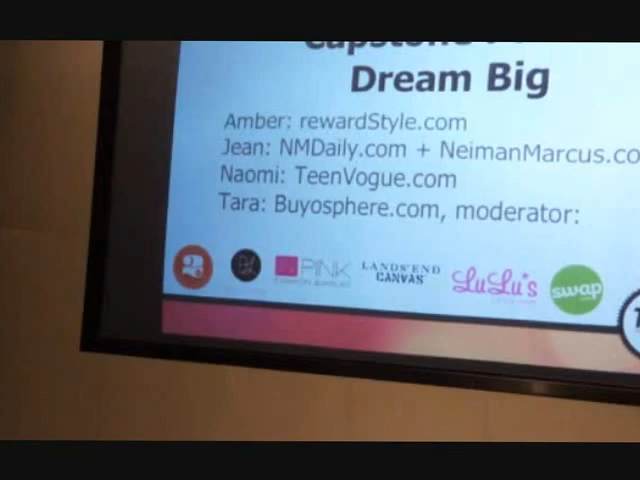 Capstone
Dream Big
Amber: rewardStyle.com
Jean: NMDaily.com + NeimanMarcus.co
Naomi: TeenVogue.com
Tara: Buyosphere.com, moderator:
PINK
LANDS' END
CANVAS
LuLu*s
swap